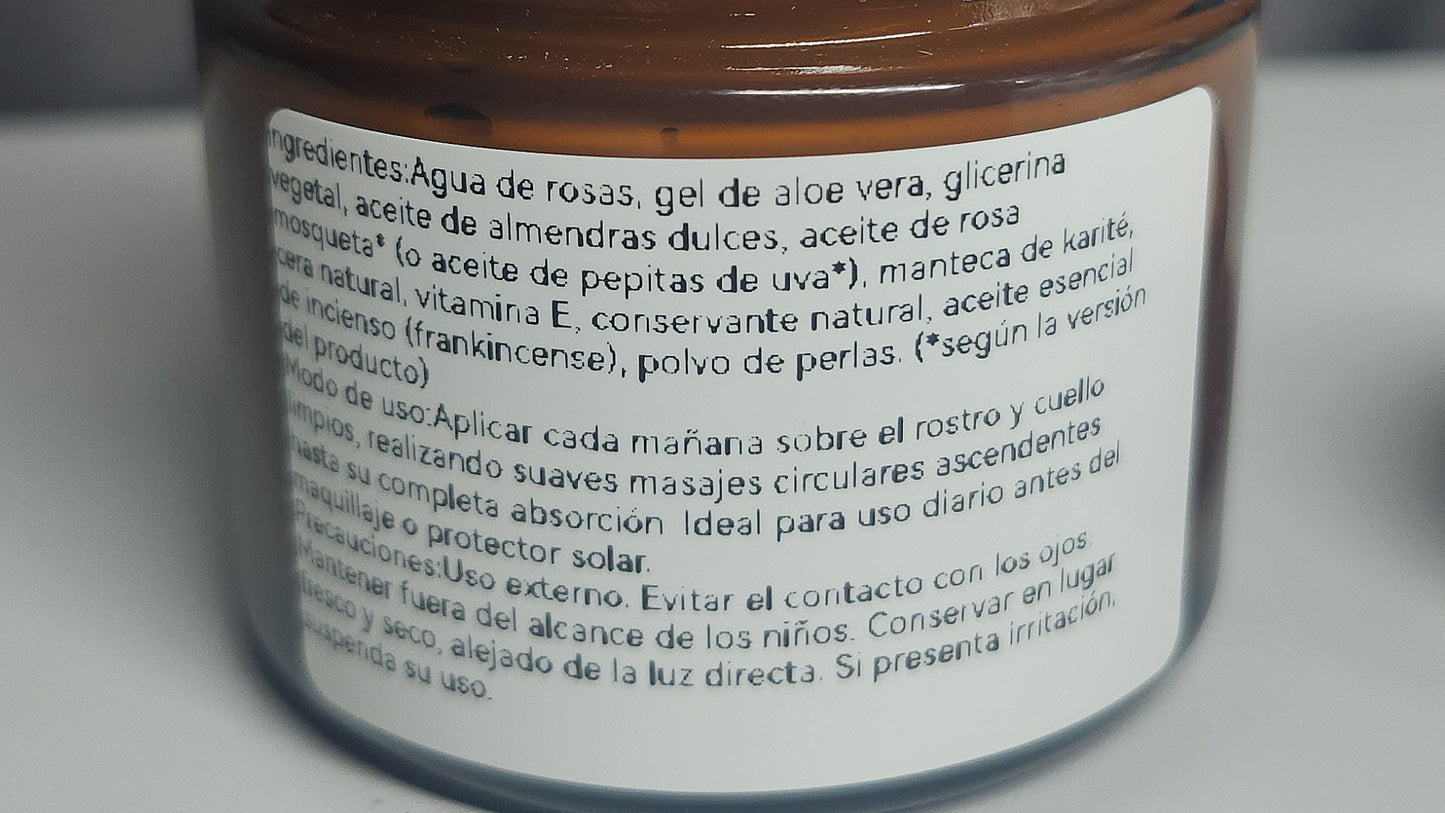 Ingredientes:Agua de rosas, gel de aloe vera, glicerina
vegetal, aceite de almendras dulces, aceite de rosa
mosqueta* (o aceite de pepitas de uva*), manteca de karité,
cera natural, vitamina E, conservante natural, aceite esencial
de incienso (frankincense), polvo de perlas. (*según la versión
del producto)
Modo de uso:Aplicar cada mañana sobre el rostro y cuello
limpios, realizando suaves masajes circulares ascendentes
hasta su completa absorción Ideal para uso diario antes del
maquillaje o protector solar.
Precauciones:Uso externo. Evitar el contacto con los ojos.
Mantener fuera del alcance de los niños. Conservar en lugar
fresco y seco, alejado de la luz directa. Si presenta irritación,
suspenda su uso.